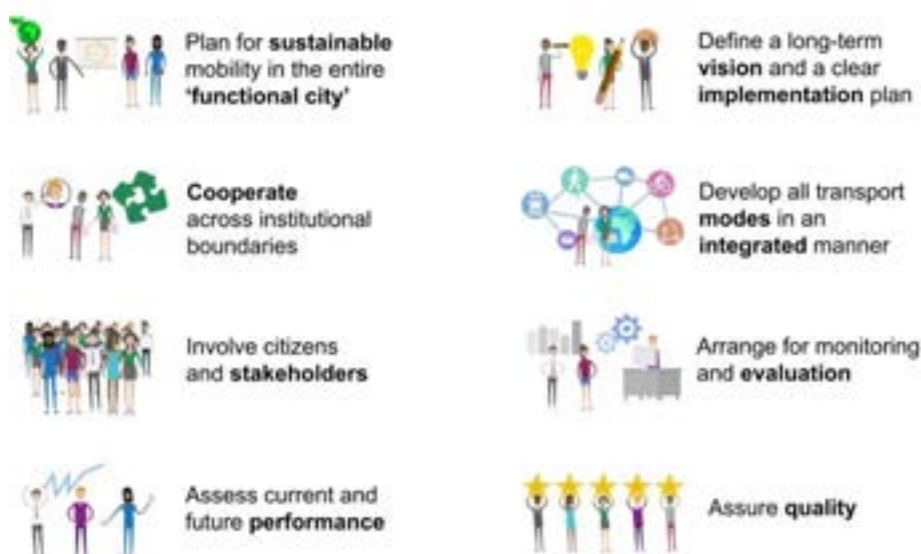 Plan for sustainable
mobility in the entire
‘functional city’
Cooperate
across institutional
boundaries
Involve citizens
and stakeholders
Assess current and
future performance
Define a long-term
vision and a clear
implementation plan
Develop all transport
modes in an
integrated manner
Arrange for monitoring
and evaluation
Assure quality